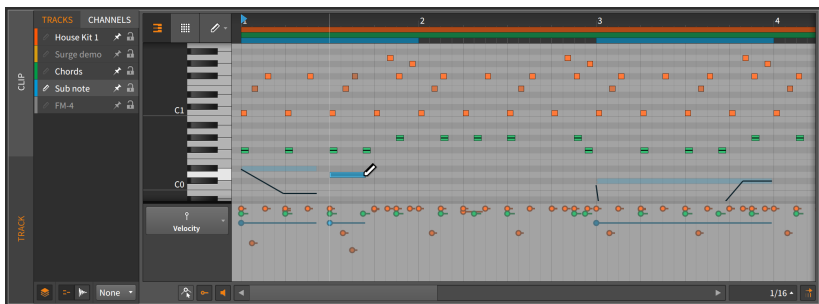 TRACKS CHANNELS
1 2 3 4
House Kit 1
Surge demo
Chords
Sub note
FM-4
CLIP
TRACK
C1
C0
Velocity
None
1/16